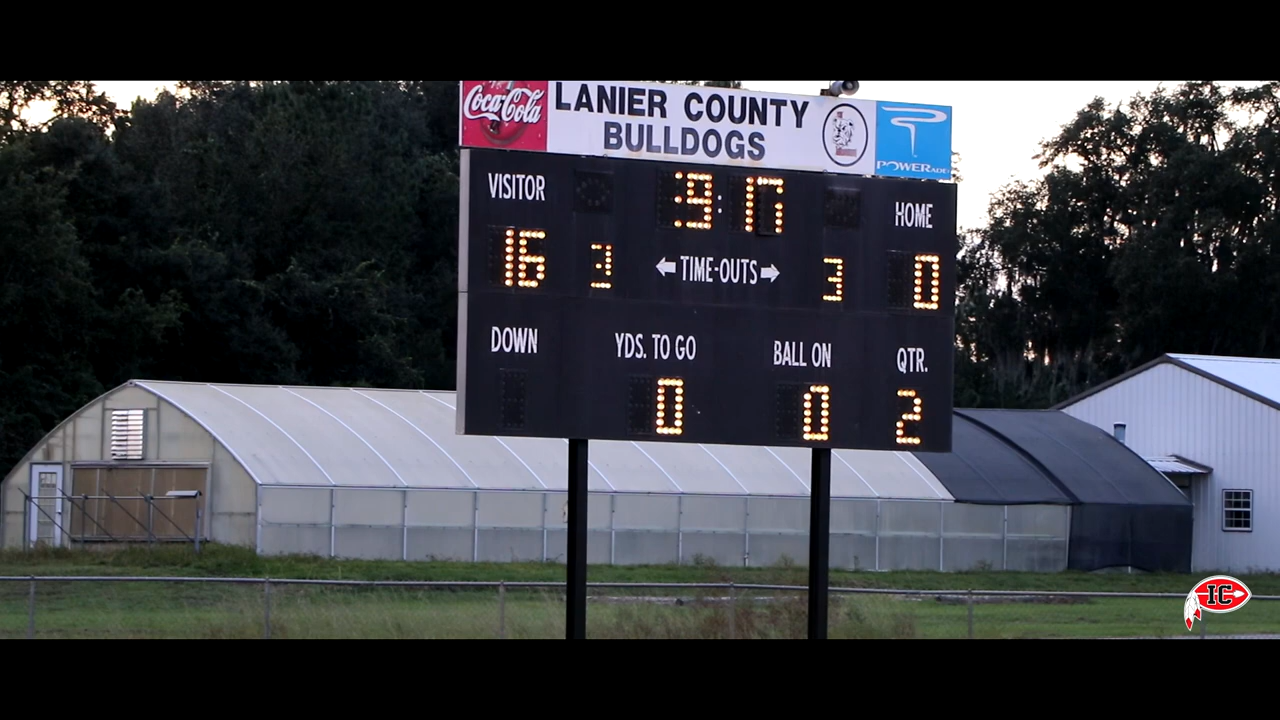 Coca-Cola
LANIER COUNTY
BULLDOGS
POWERADE
VISITOR
9:17
HOME
16
3
TIME-OUTS
3
0
DOWN
YDS. TO GO
BALL ON
QTR.
0
0
2
IC